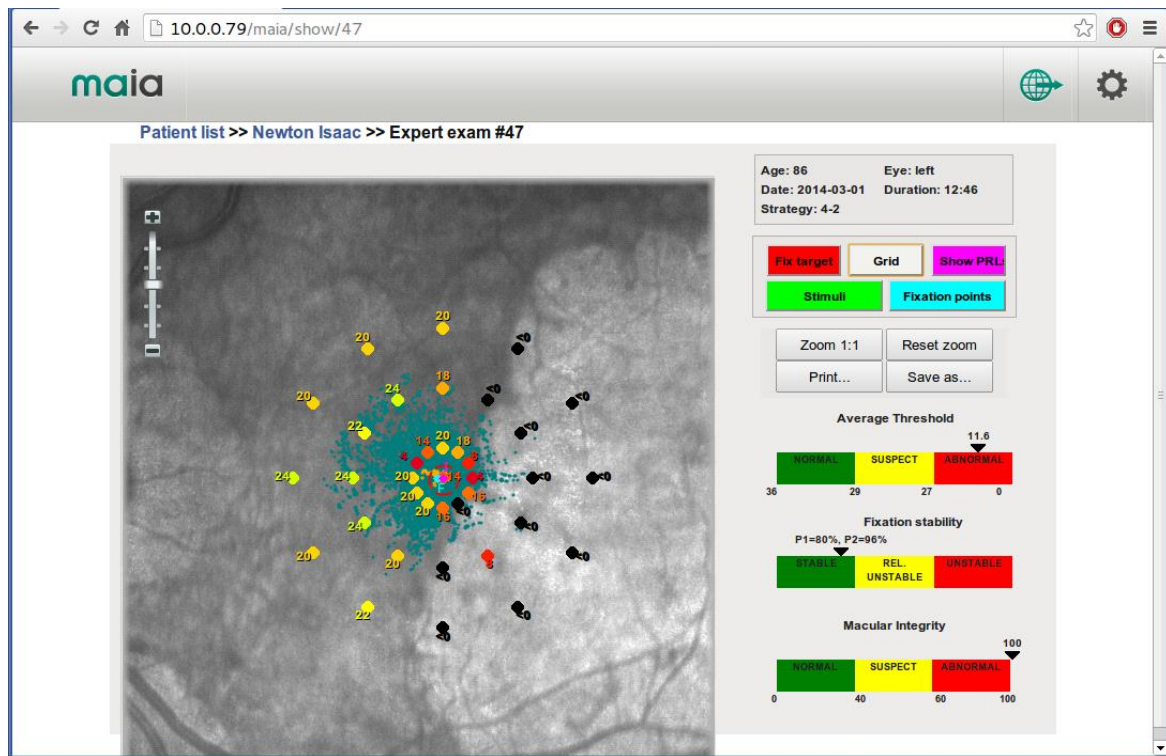 10.0.0.79/maia/show/47
maia
Patient list >> Newton Isaac >> Expert exam #47
Age: 86 Eye: left
Date: 2014-03-01 Duration: 12:46
Strategy: 4-2
Fix target Grid Show PRL
Stimuli Fixation points
Zoom 1:1 Reset zoom
Print... Save as...
Average Threshold
11.6
NORMAL SUSPECT ABNORMAL
36 29 27 0
Fixation stability
P1=80%, P2=96%
STABLE REL. UNSTABLE UNSTABLE
Macular Integrity
100
NORMAL SUSPECT ABNORMAL
0 40 60 100
20
20 <0
18
24 <0
20 <0
22 <0
14 20 18
24 24 20 14 <0 <0
20 16
20 16 <0
24 <0
20 20 8 <0
<0
22 <0
<0